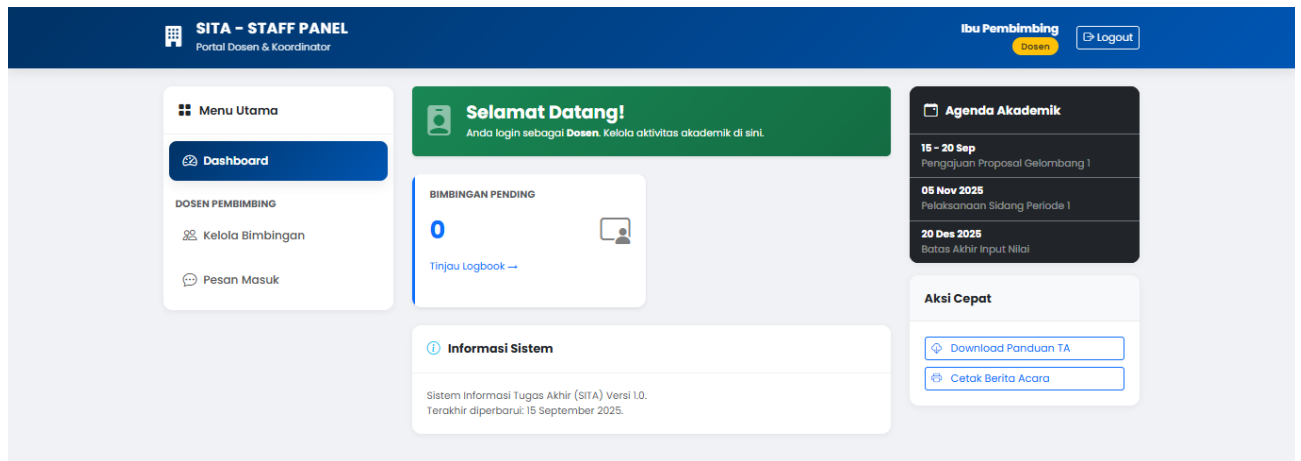 SITA - STAFF PANEL
Portal Dosen & Koordinator
Ibu Pembimbing
Dosen
Logout
Menu Utama
Dashboard
DOSEN PEMBIMBING
Kelola Bimbingan
Pesan Masuk
Selamat Datang!
Anda login sebagai Dosen. Kelola aktivitas akademik di sini.
BIMBINGAN PENDING
0
Tinjau Logbook →
Informasi Sistem
Sistem Informasi Tugas Akhir (SITA) Versi 1.0.
Terakhir diperbarui: 15 September 2025.
Agenda Akademik
15 - 20 Sep
Pengajuan Proposal Gelombang 1
05 Nov 2025
Pelaksanaan Sidang Periode 1
20 Des 2025
Batas Akhir Input Nilai
Aksi Cepat
Download Panduan TA
Cetak Berita Acara